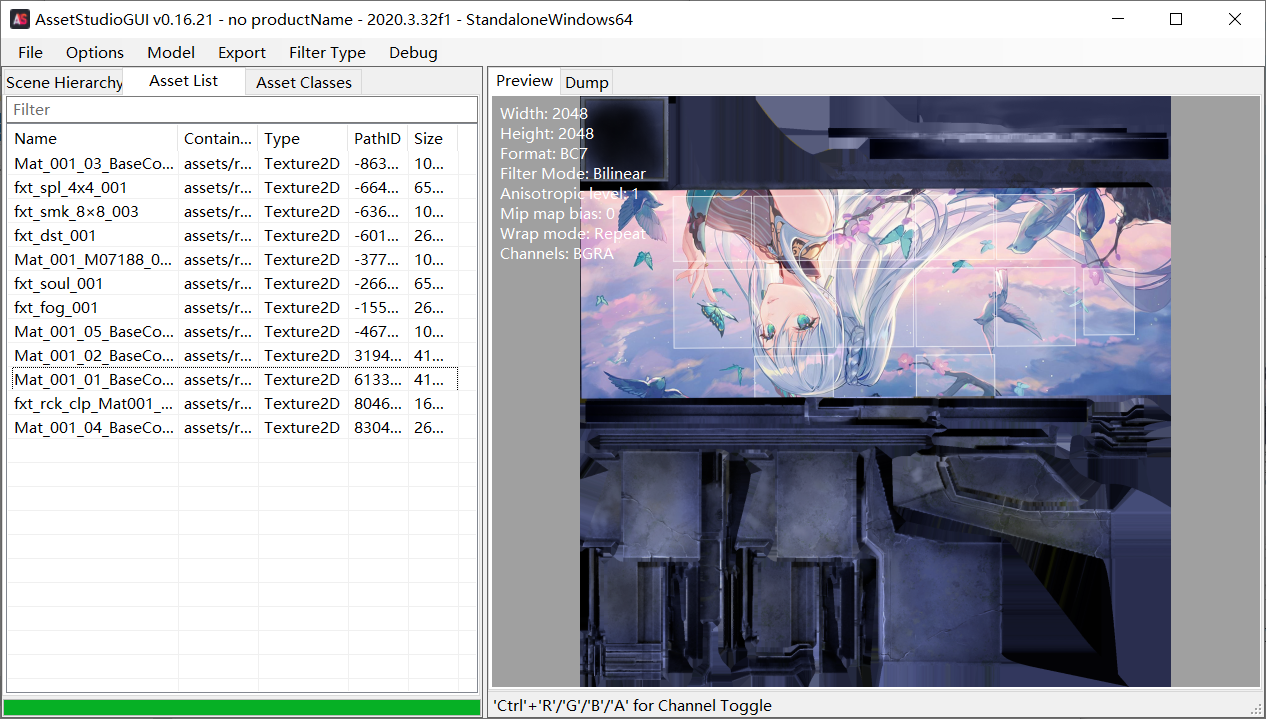 AssetStudioGUI v0.16.21 - no productName - 2020.3.32f1 - StandaloneWindows64
File Options Model Export Filter Type Debug
Scene Hierarchy Asset List Asset Classes
Filter
Name Contain... Type PathID Size
Mat_001_03_BaseCo... assets/r... Texture2D -863... 10...
fxt_spl_4x4_001 assets/r... Texture2D -664... 65...
fxt_smk_8×8_003 assets/r... Texture2D -636... 10...
fxt_dst_001 assets/r... Texture2D -601... 26...
Mat_001_M07188_0... assets/r... Texture2D -377... 10...
fxt_soul_001 assets/r... Texture2D -266... 65...
fxt_fog_001 assets/r... Texture2D -155... 26...
Mat_001_05_BaseCo... assets/r... Texture2D -467... 10...
Mat_001_02_BaseCo... assets/r... Texture2D 3194... 41...
Mat_001_01_BaseCo... assets/r... Texture2D 6133... 41...
fxt_rck_clp_Mat001_... assets/r... Texture2D 8046... 16...
Mat_001_04_BaseCo... assets/r... Texture2D 8304... 26...
Preview Dump
Width: 2048
Height: 2048
Format: BC7
Filter Mode: Bilinear
Anisotropic level: 1
Mip map bias: 0
Wrap mode: Repeat
Channels: BGRA
'Ctrl'+'R'/'G'/'B'/'A' for Channel Toggle